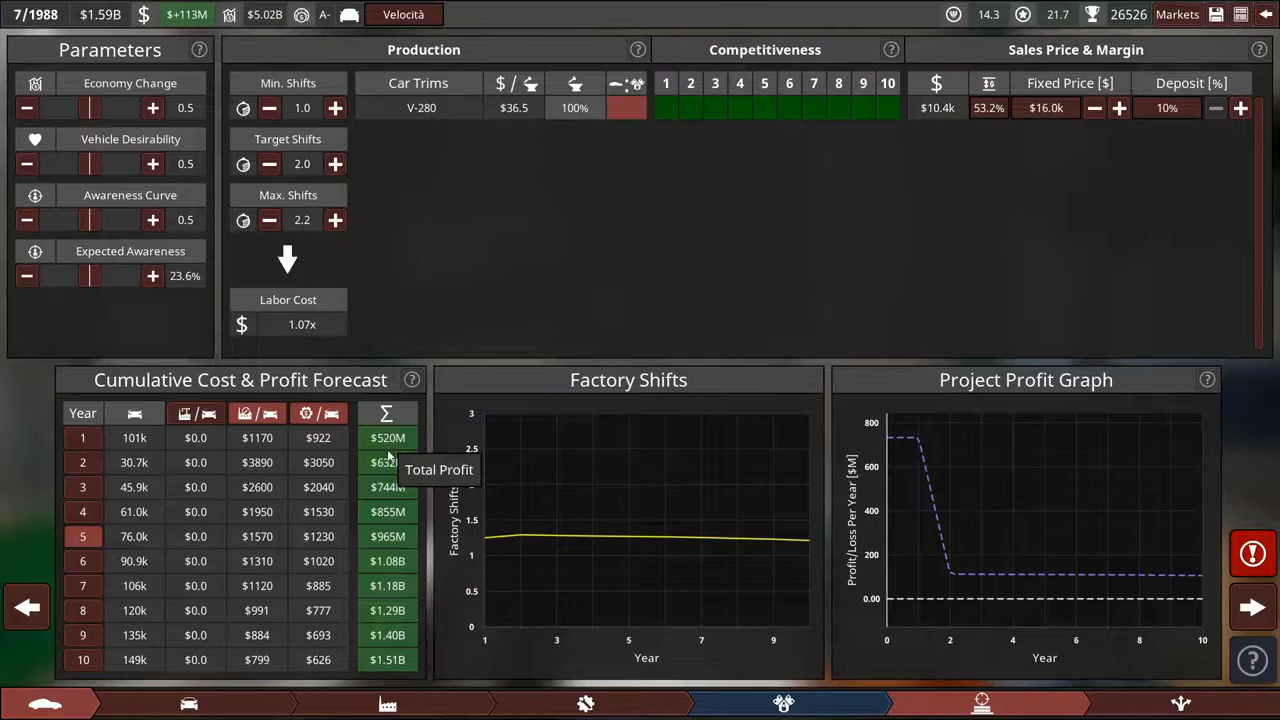 7/1988 $1.59B $ $+113M $5.02B A- Velocità 14.3 21.7 26526 Markets
Parameters ?
Economy Change
0.5
Vehicle Desirability
0.5
Awareness Curve
0.5
Expected Awareness
23.6%
Production ?
Competitiveness ?
Sales Price & Margin ?
Min. Shifts
1.0
Target Shifts
2.0
Max. Shifts
2.2
Labor Cost
$ 1.07x
Car Trims $ / 1 2 3 4 5 6 7 8 9 10 $ Fixed Price [$] Deposit [%]
V-280 $36.5 100% $10.4k 53.2% $16.0k 10%
Cumulative Cost & Profit Forecast ?
Year / / / Σ
1 101k $0.0 $1170 $922 $520M
2 30.7k $0.0 $3890 $3050
3 45.9k $0.0 $2600 $2040 $744M
4 61.0k $0.0 $1950 $1530 $855M
5 76.0k $0.0 $1570 $1230 $965M
6 90.9k $0.0 $1310 $1020 $1.08B
7 106k $0.0 $1120 $885 $1.18B
8 120k $0.0 $991 $777 $1.29B
9 135k $0.0 $884 $693 $1.40B
10 149k $0.0 $799 $626 $1.51B
Total Profit
Factory Shifts
3
2.5
1.5
1
0.5
0
Factory Shifts
1 3 5 7 9
Year
Project Profit Graph ?
800
600
400
200
0.00
Profit/Loss Per Year [$M]
0 2 4 6 8 10
Year
?